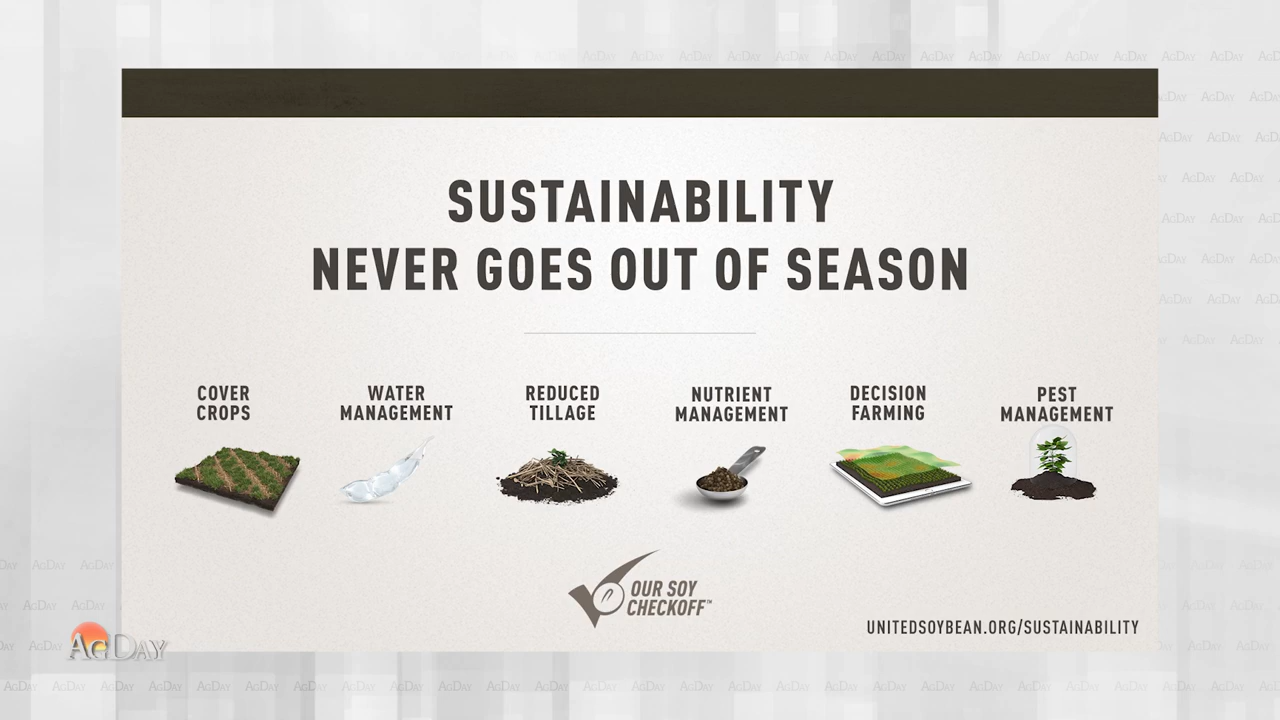 SUSTAINABILITY
NEVER GOES OUT OF SEASON
COVER
CROPS
WATER
MANAGEMENT
REDUCED
TILLAGE
NUTRIENT
MANAGEMENT
DECISION
FARMING
PEST
MANAGEMENT
OUR SOY
CHECKOFF™
UNITEDSOYBEAN.ORG/SUSTAINABILITY
AGDAY